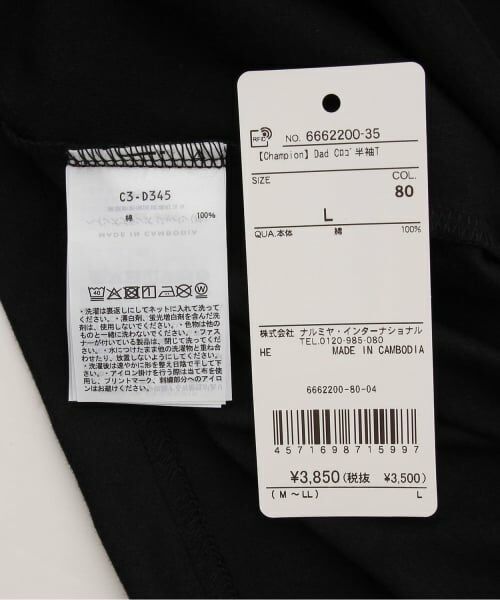 C3-D345
綿 100%
MADE IN CAMBODIA
40
・洗濯は裏返しにしてネットに入れて洗って
ください。・漂白剤、蛍光増白剤を含んだ洗
剤は、使用しないでください。・色物は他の
ものと一緒に洗わないでください。・ファス
ナーが付いている製品は、閉じて洗ってくだ
さい。・水につけたまま他の洗濯物と重ね合
わせたり、放置しないようにしてください。
・洗濯後は速やかに形を整え日陰で干して下
さい。・アイロン掛けを行う際は当て布を使
用し、プリントマーク、刺繍部分へのアイロ
ンはお避けください。
RFID NO. 6662200-35
【Champion】Dad Cﾛｺﾞ半袖T
SIZE COL.
80
L
QUA.本体 綿 100%
株式会社 ナルミヤ・インターナショナル
TEL.0120-985-080
HE MADE IN CAMBODIA
6662200-80-04
4571698715997
¥3,850(税抜 ¥3,500)
(M～LL) L